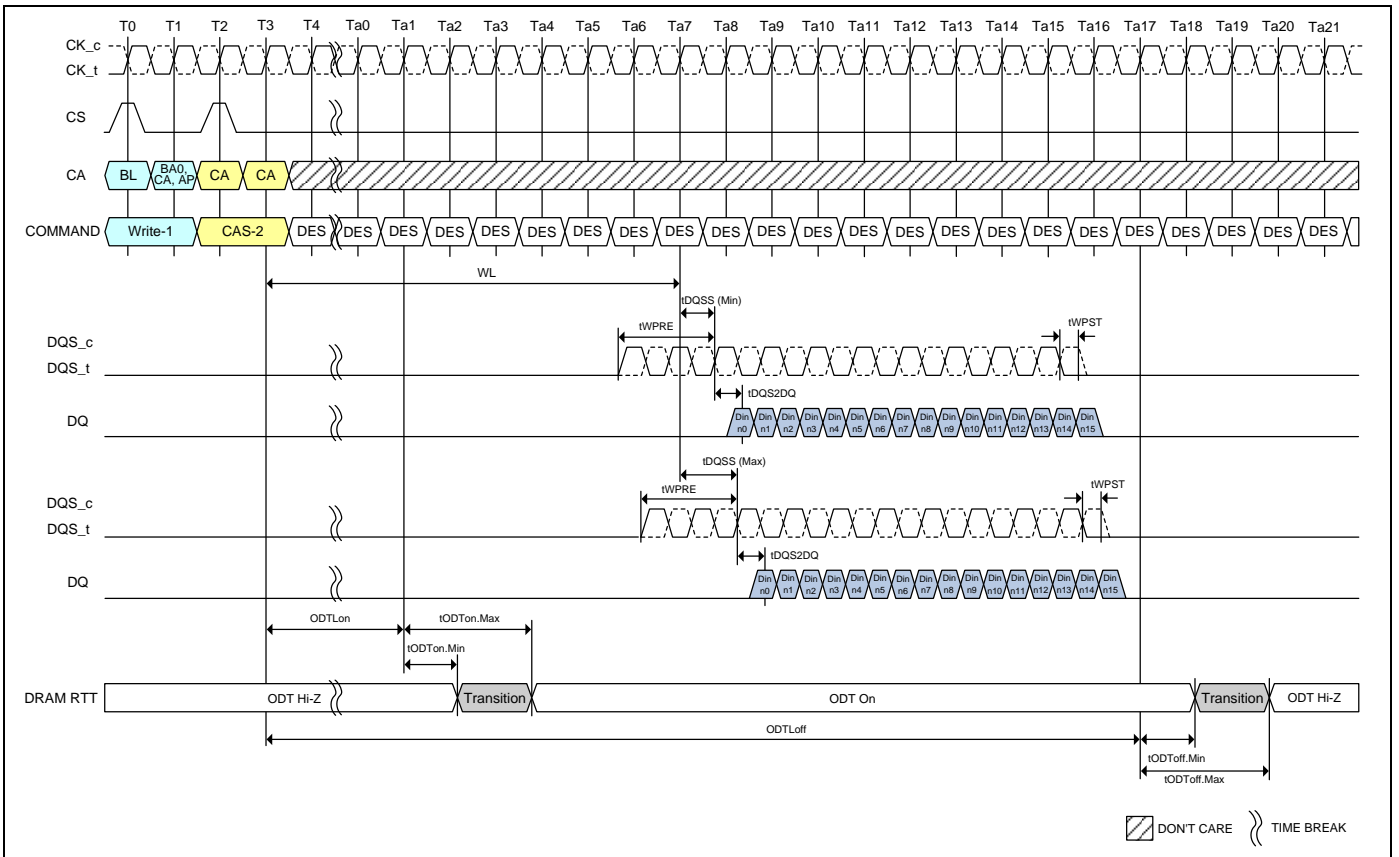 T0 T1 T2 T3 T4 Ta0 Ta1 Ta2 Ta3 Ta4 Ta5 Ta6 Ta7 Ta8 Ta9 Ta10 Ta11 Ta12 Ta13 Ta14 Ta15 Ta16 Ta17 Ta18 Ta19 Ta20 Ta21
CK_c
CK_t
CS
CA BL BA0, CA CA
CA, AP
COMMAND Write-1 CAS-2 DES DES DES DES DES DES DES DES DES DES DES DES DES DES DES DES DES DES DES DES DES DES DES
WL
tDQSS (Min)
tWPRE tWPST
DQS_c
DQS_t
tDQS2DQ
DQ Din Din Din Din Din Din Din Din Din Din Din Din Din Din Din Din
n0 n1 n2 n3 n4 n5 n6 n7 n8 n9 n10 n11 n12 n13 n14 n15
tDQSS (Max)
tWPRE tWPST
DQS_c
DQS_t
tDQS2DQ
DQ Din Din Din Din Din Din Din Din Din Din Din Din Din Din Din Din
n0 n1 n2 n3 n4 n5 n6 n7 n8 n9 n10 n11 n12 n13 n14 n15
ODTLon tODTon.Max
tODTon.Min
DRAM RTT ODT Hi-Z Transition ODT On Transition ODT Hi-Z
ODTLoff
tODToff.Min
tODToff.Max
DON'T CARE TIME BREAK